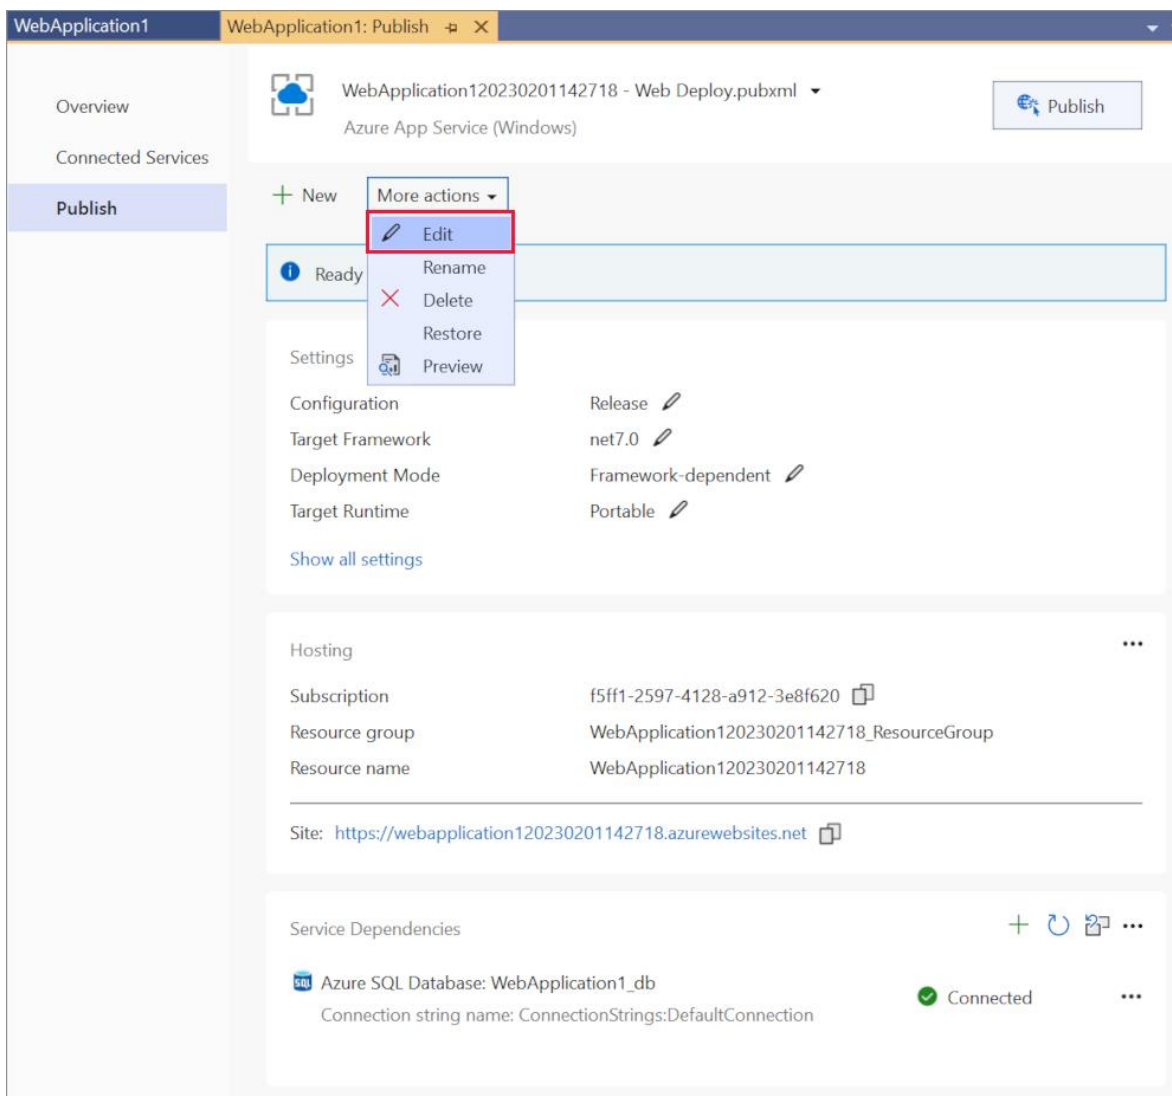 WebApplication1
WebApplication1: Publish
Overview
Connected Services
Publish
WebApplication120230201142718 - Web Deploy.pubxml
Azure App Service (Windows)
Publish
New
More actions
Edit
Rename
Delete
Restore
Preview
Ready
Settings
Configuration Release
Target Framework net7.0
Deployment Mode Framework-dependent
Target Runtime Portable
Show all settings
Hosting
Subscription f5ff1-2597-4128-a912-3e8f620
Resource group WebApplication120230201142718_ResourceGroup
Resource name WebApplication120230201142718
Site: https://webapplication120230201142718.azurewebsites.net
Service Dependencies
SQL
Azure SQL Database: WebApplication1_db
Connected
Connection string name: ConnectionStrings:DefaultConnection